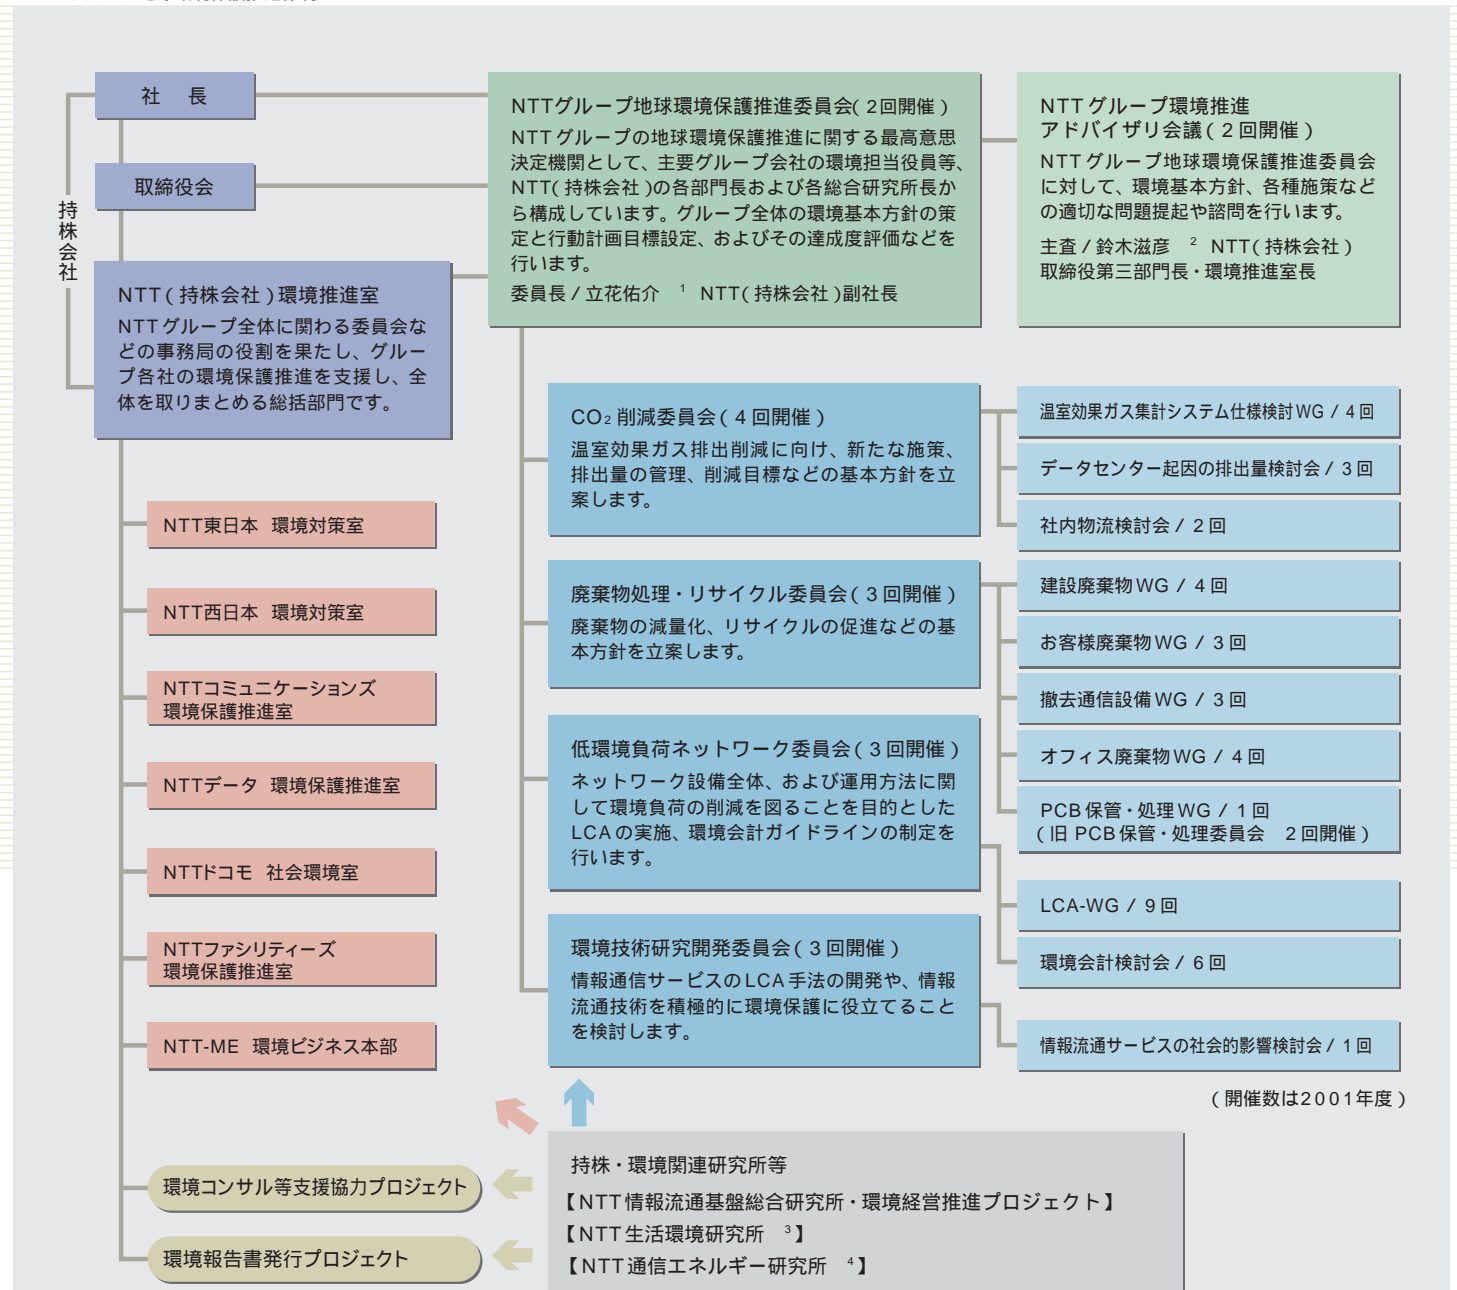 社 長
取締役会
持株会社
NTT(持株会社)環境推進室
NTTグループ全体に関わる委員会な
どの事務局の役割を果たし、グルー
プ各社の環境保護推進を支援し、全
体を取りまとめる総括部門です。
NTT東日本 環境対策室
NTT西日本 環境対策室
NTTコミュニケーションズ
環境保護推進室
NTTデータ 環境保護推進室
NTTドコモ 社会環境室
NTTファシリティーズ
環境保護推進室
NTT-ME 環境ビジネス本部
環境コンサル等支援協力プロジェクト
環境報告書発行プロジェクト
NTTグループ地球環境保護推進委員会(2回開催)
NTTグループの地球環境保護推進に関する最高意思
決定機関として、主要グループ会社の環境担当役員等、
NTT(持株会社)の各部門長および各総合研究所長か
ら構成しています。グループ全体の環境基本方針の策
定と行動計画目標設定、およびその達成度評価などを
行います。
委員長/立花佑介 1 NTT(持株会社)副社長
NTTグループ環境推進
アドバイザリ会議(2回開催)
NTTグループ地球環境保護推進委員会
に対して、環境基本方針、各種施策など
の適切な問題提起や諮問を行います。
主査/鈴木滋彦 2 NTT(持株会社)
取締役第三部門長・環境推進室長
CO2削減委員会(4回開催)
温室効果ガス排出削減に向け、新たな施策、
排出量の管理、削減目標などの基本方針を立
案します。
温室効果ガス集計システム仕様検討WG/4回
データセンター起因の排出量検討会/3回
社内物流検討会/2回
廃棄物処理・リサイクル委員会(3回開催)
廃棄物の減量化、リサイクルの促進などの基
本方針を立案します。
建設廃棄物WG/4回
お客様廃棄物WG/3回
撤去通信設備WG/3回
オフィス廃棄物WG/4回
PCB保管・処理WG/1回
(旧PCB保管・処理委員会 2回開催)
低環境負荷ネットワーク委員会(3回開催)
ネットワーク設備全体、および運用方法に関
して環境負荷の削減を図ることを目的とした
LCAの実施、環境会計ガイドラインの制定を
行います。
LCA-WG/9回
環境会計検討会/6回
環境技術研究開発委員会(3回開催)
情報通信サービスのLCA手法の開発や、情報
流通技術を積極的に環境保護に役立てること
を検討します。
情報流通サービスの社会的影響検討会/1回
(開催数は2001年度)
持株・環境関連研究所等
【NTT情報流通基盤総合研究所・環境経営推進プロジェクト】
【NTT生活環境研究所 3】
【NTT通信エネルギー研究所 4】